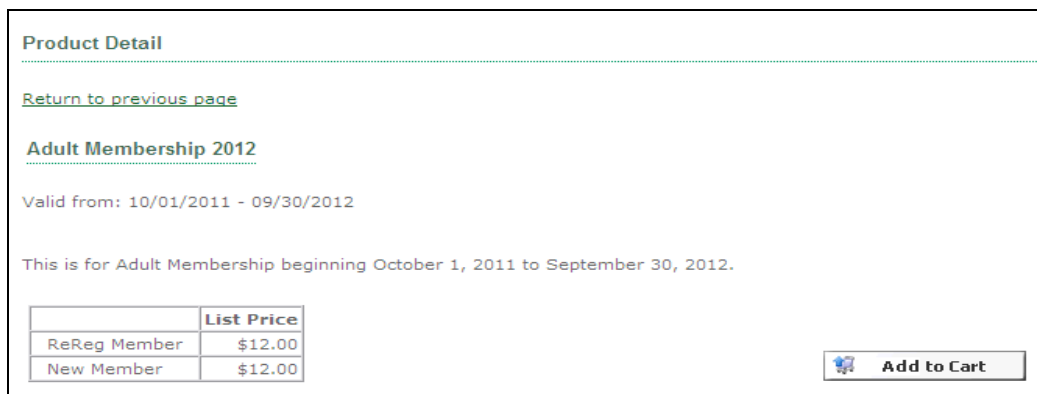 Product Detail
Return to previous page
Adult Membership 2012
Valid from: 10/01/2011 - 09/30/2012
This is for Adult Membership beginning October 1, 2011 to September 30, 2012.
List Price
ReReg Member $12.00
New Member $12.00
Add to Cart